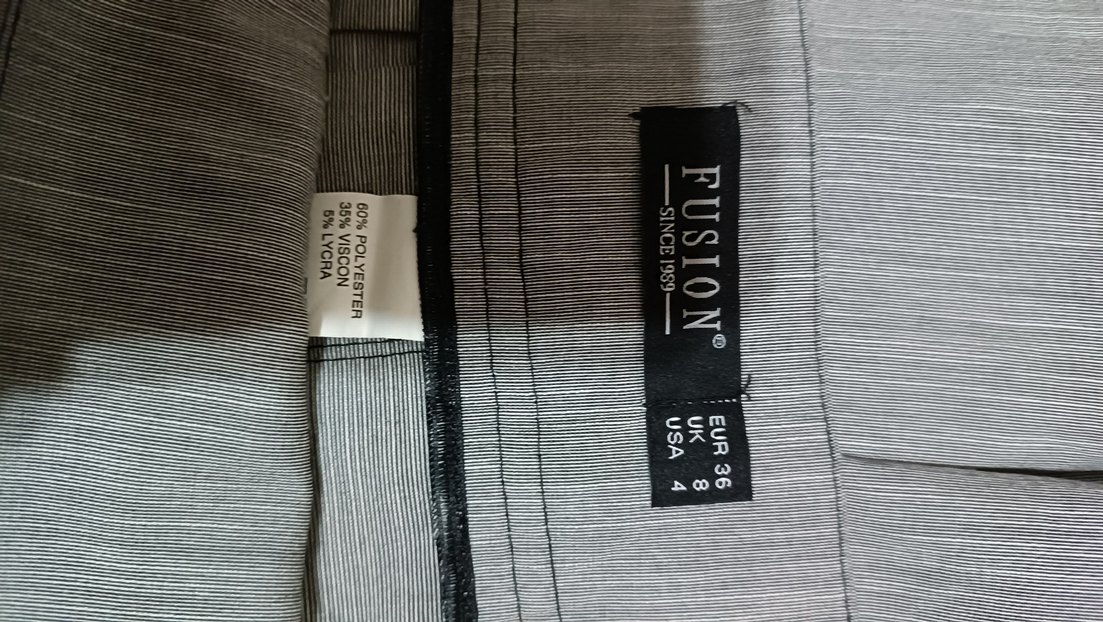 FUSION®
SINCE 1989
EUR 36
UK 8
USA 4
60% POLYESTER
35% VISCON
5% LYCRA